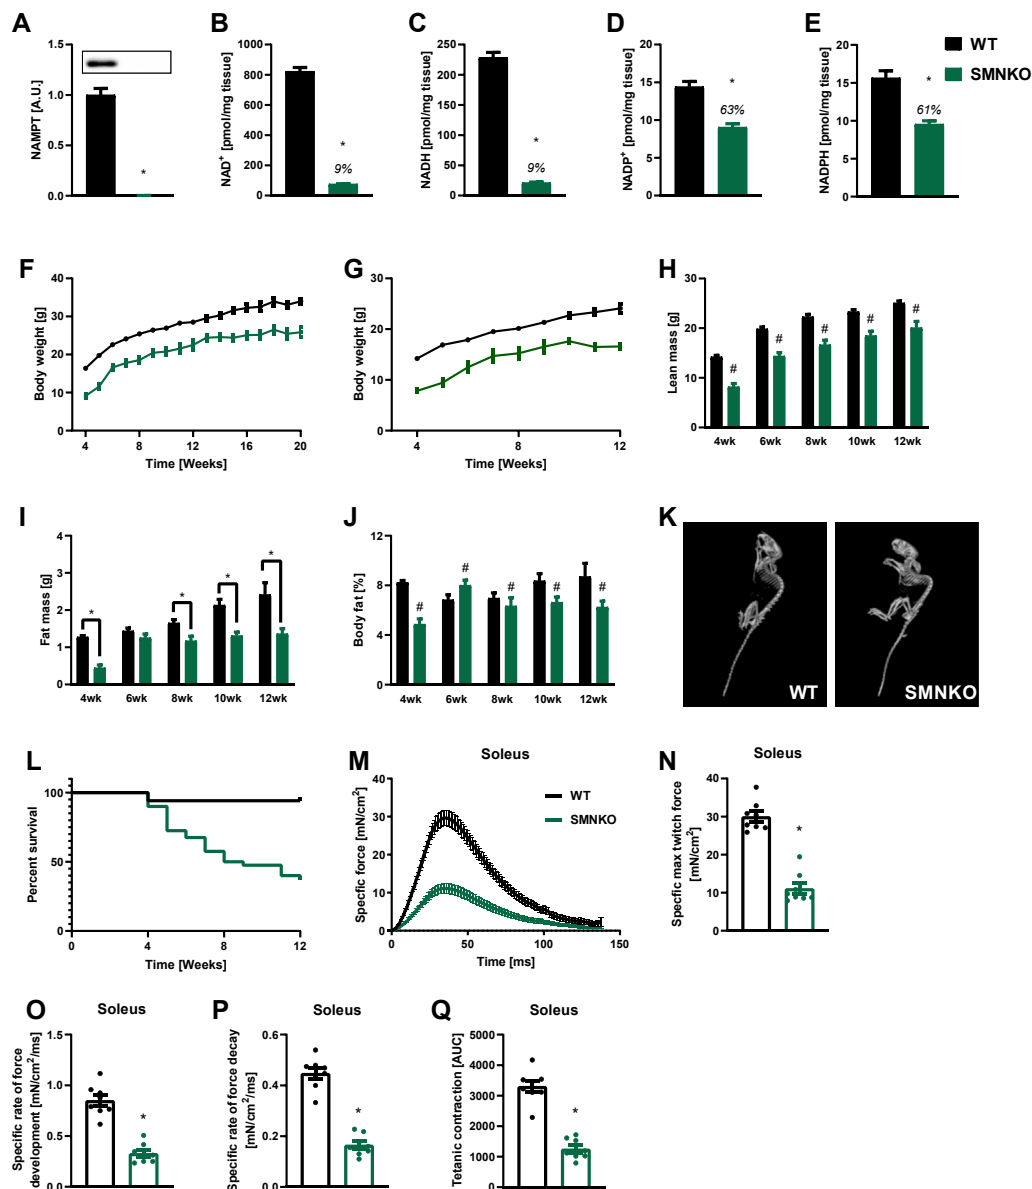 A
NAMPT [A.U.]
1.5
1.0
0.5
0.0
*
B
NAD+ [pmol/mg tissue]
1000
800
600
400
200
0
*
9%
C
NADH [pmol/mg tissue]
250
200
150
100
50
0
*
9%
D
NADP+ [pmol/mg tissue]
20
15
10
5
0
*
63%
E
NADPH [pmol/mg tissue]
20
15
10
5
0
*
61%
WT
SMNKO
F
Body weight [g]
40
30
20
10
0
4 8 12 16 20
Time [Weeks]
G
Body weight [g]
30
20
10
0
4 8 12
Time [Weeks]
H
Lean mass [g]
30
20
10
0
# # # # #
4wk 6wk 8wk 10wk 12wk
I
Fat mass [g]
4
3
2
1
0
* * * *
4wk 6wk 8wk 10wk 12wk
J
Body fat [%]
12
8
4
0
# # # # #
4wk 6wk 8wk 10wk 12wk
K
WT
SMNKO
L
Percent survival
100
50
0
0 4 8 12
Time [Weeks]
M
Soleus
Specfic force [mN/cm2]
40
30
20
10
0
WT
SMNKO
0 50 100 150
Time [ms]
N
Soleus
Specfic max twitch force
[mN/cm2]
40
30
20
10
0
*
O
Soleus
Specific rate of force
development [mN/cm2/ms]
1.5
1.0
0.5
0.0
*
P
Soleus
Specific rate of force decay
[mN/cm2/ms]
0.6
0.4
0.2
0.0
*
Q
Soleus
Tetanic contraction [AUC]
5000
4000
3000
2000
1000
0
*